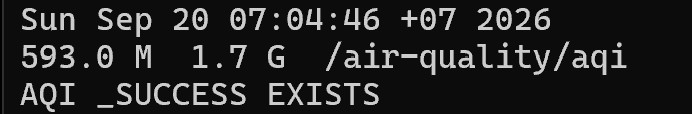 Sun Sep 20 07:04:46 +07 2026
593.0 M  1.7 G  /air-quality/aqi
AQI _SUCCESS EXISTS